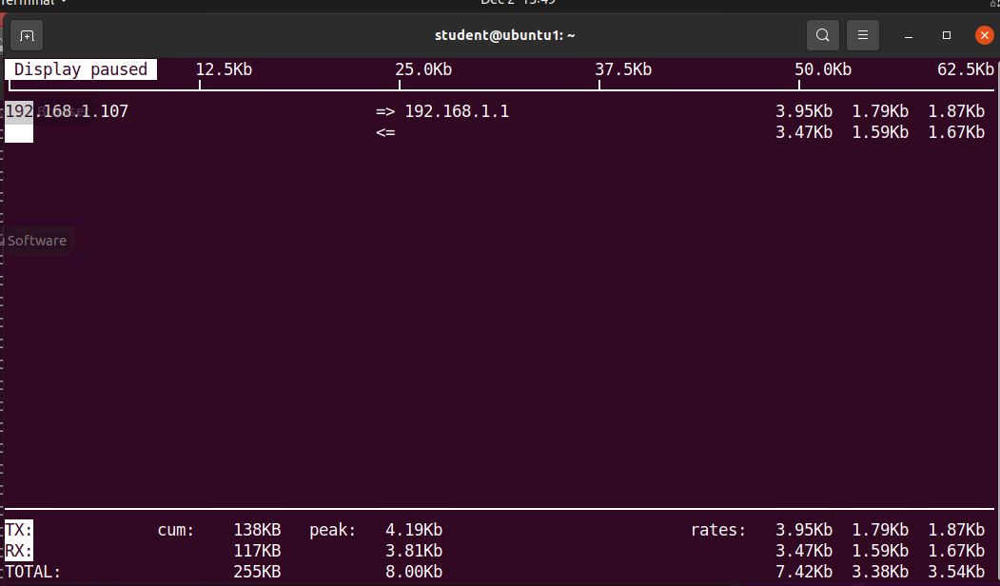 Terminal
Dec 2 15:49
student@ubuntu1: ~
Display paused 12.5Kb 25.0Kb 37.5Kb 50.0Kb 62.5Kb
192.168.1.107 => 192.168.1.1 3.95Kb 1.79Kb 1.87Kb
<= 3.47Kb 1.59Kb 1.67Kb
Software
TX: cum: 138KB peak: 4.19Kb rates: 3.95Kb 1.79Kb 1.87Kb
RX: 117KB 3.81Kb 3.47Kb 1.59Kb 1.67Kb
TOTAL: 255KB 8.00Kb 7.42Kb 3.38Kb 3.54Kb